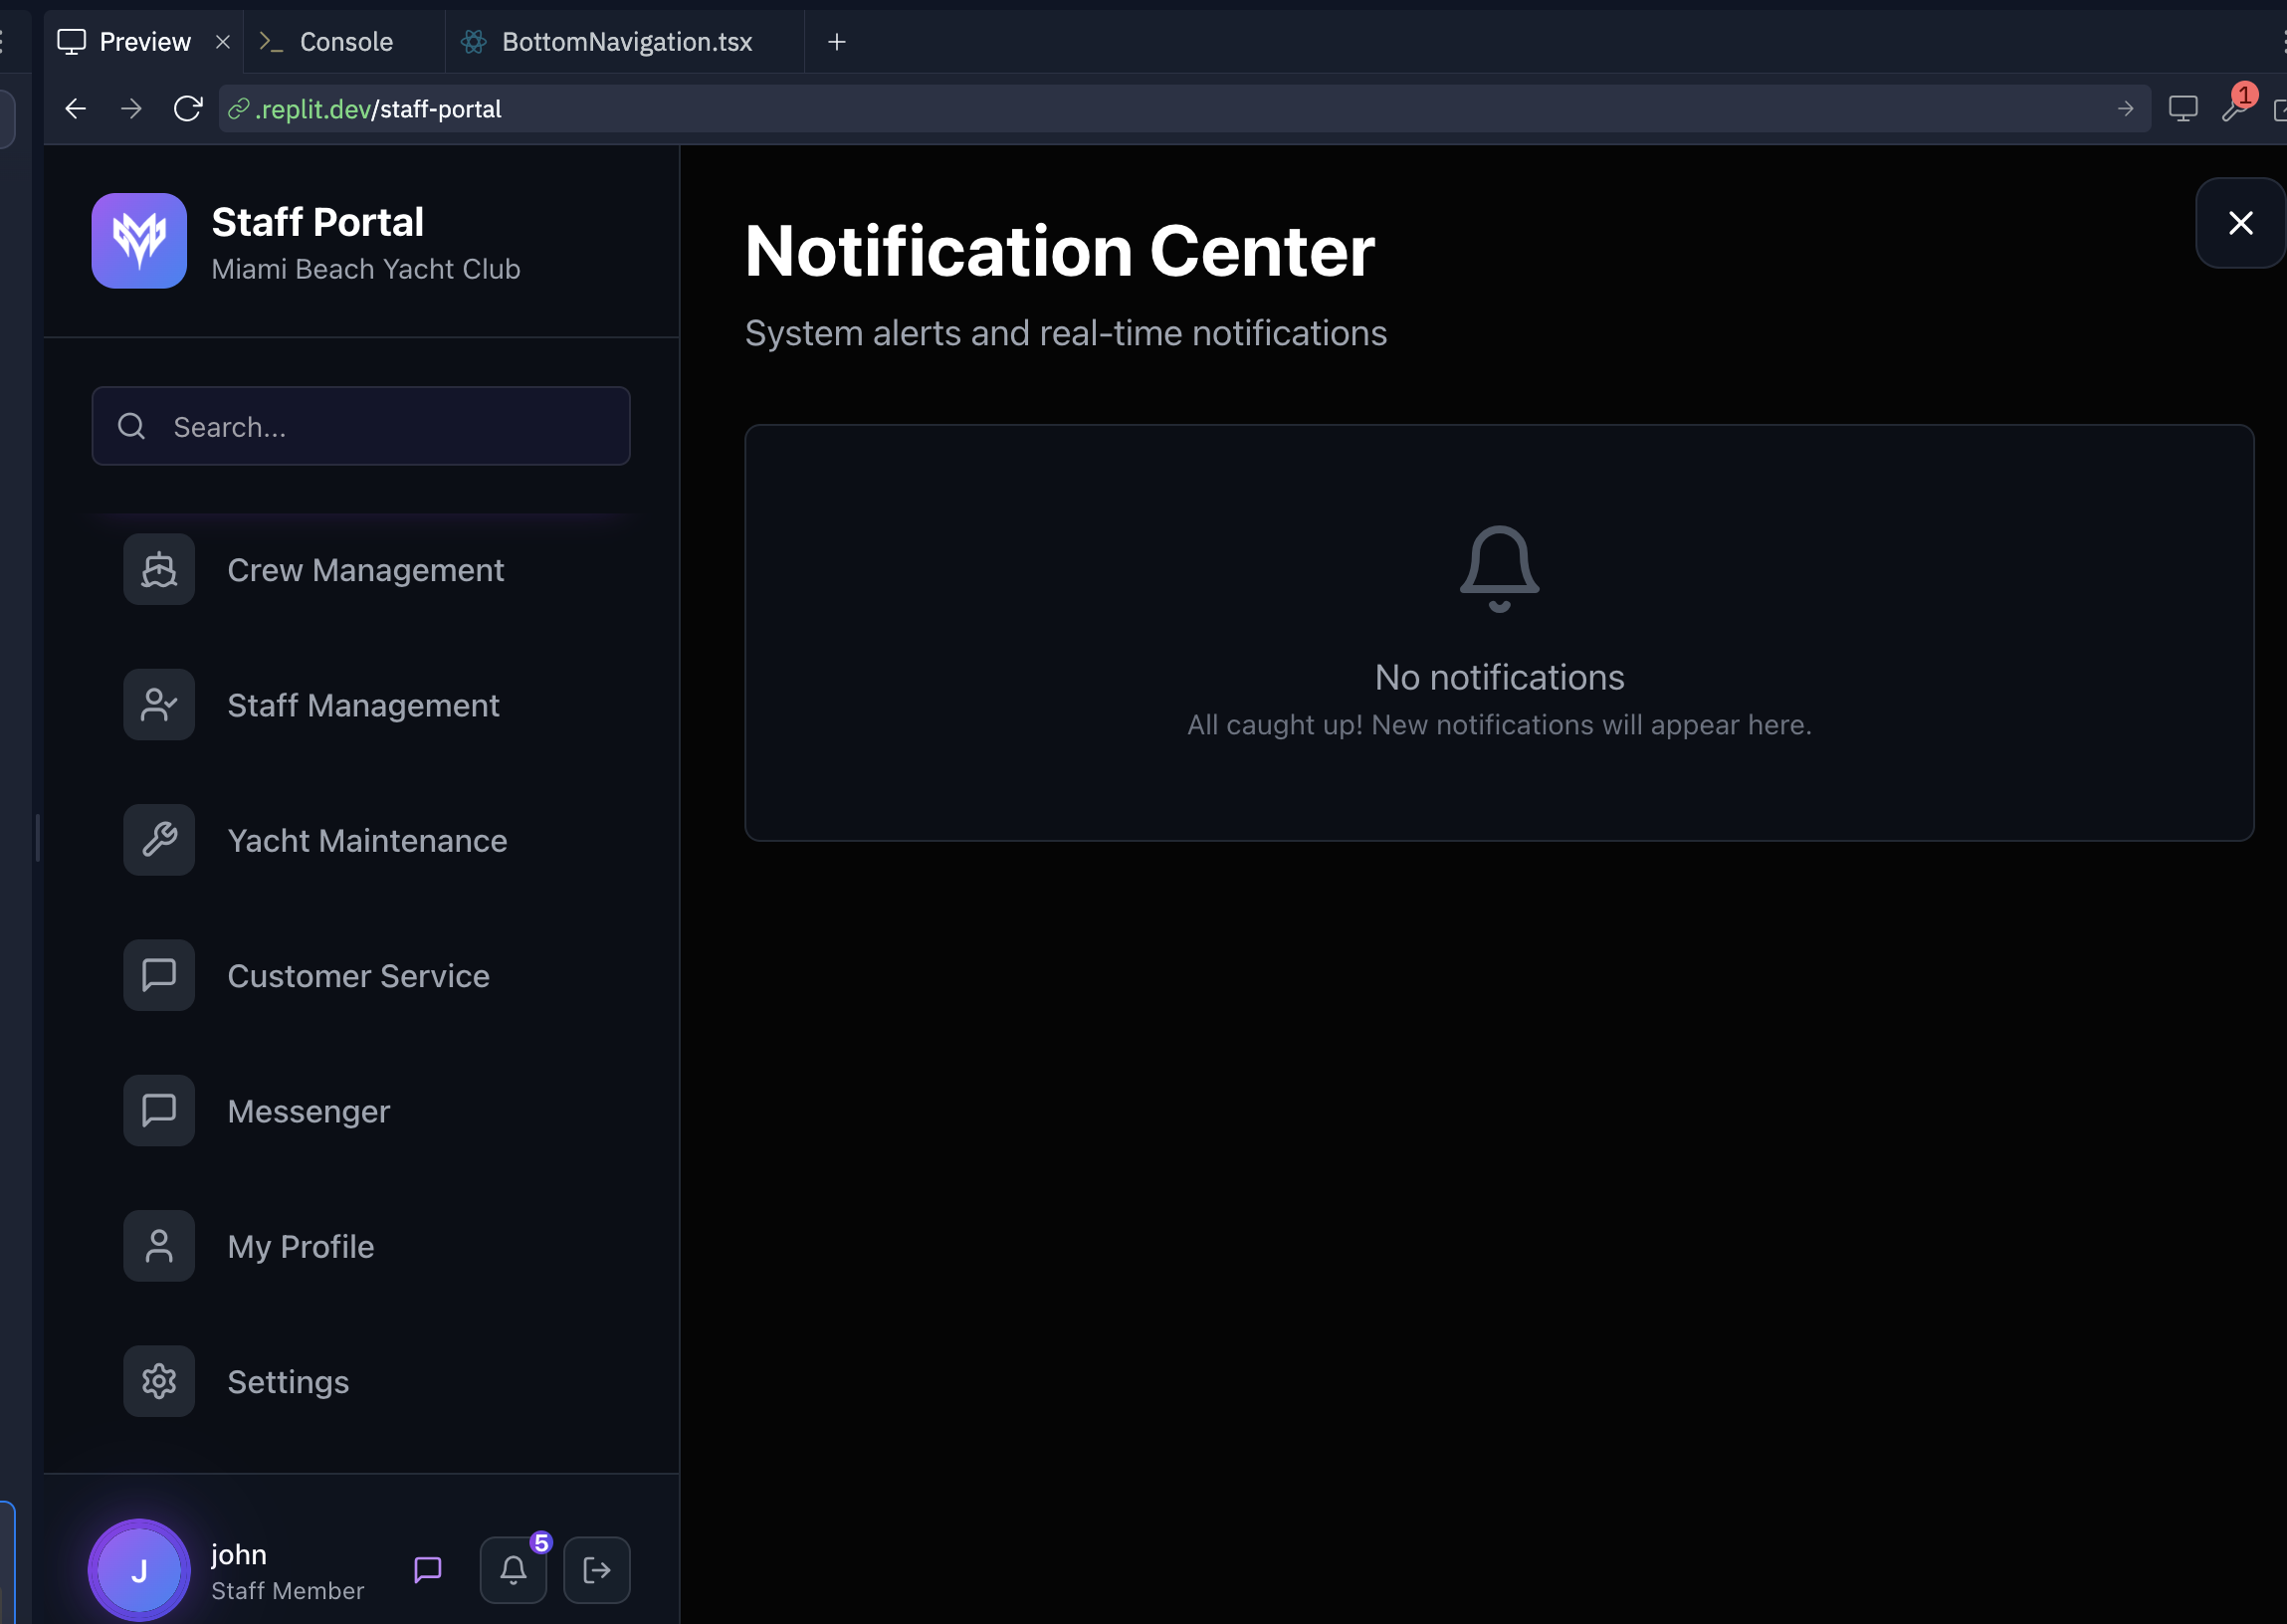 Preview
Console
BottomNavigation.tsx
.replit.dev/staff-portal
1
Staff Portal
Miami Beach Yacht Club
Search...
Crew Management
Staff Management
Yacht Maintenance
Customer Service
Messenger
My Profile
Settings
J
john
Staff Member
5
Notification Center
System alerts and real-time notifications
No notifications
All caught up! New notifications will appear here.